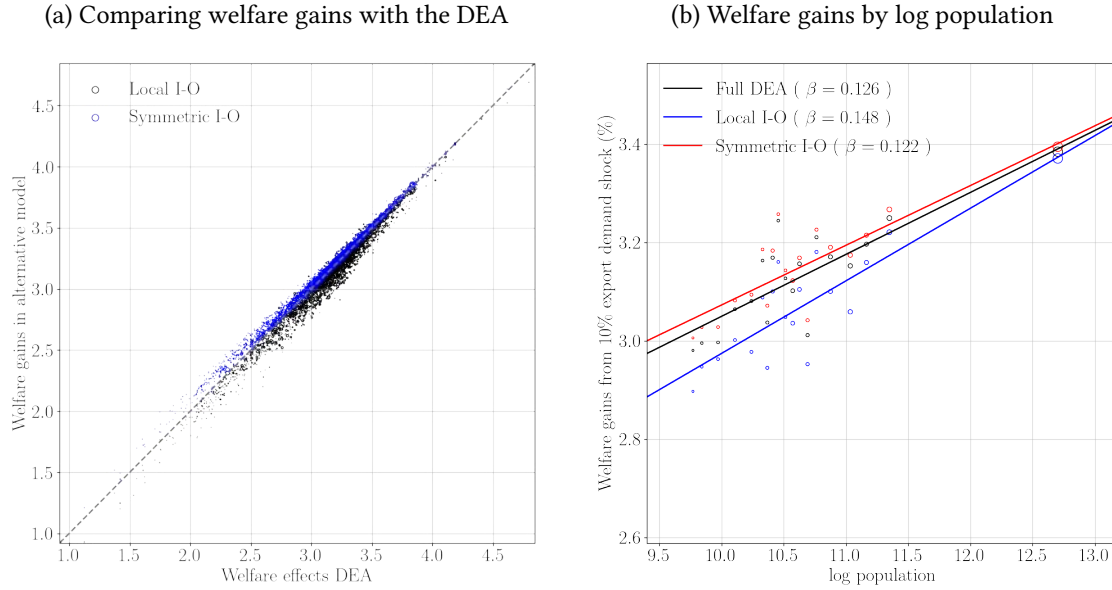 (a) Comparing welfare gains with the DEA
Local I-O
Symmetric I-O
Welfare gains in alternative model
4.5
4.0
3.5
3.0
2.5
2.0
1.5
1.0
1.0 1.5 2.0 2.5 3.0 3.5 4.0 4.5
Welfare effects DEA
(b) Welfare gains by log population
Full DEA ( β = 0.126 )
Local I-O ( β = 0.148 )
Symmetric I-O ( β = 0.122 )
Welfare gains from 10% export demand shock (%)
3.4
3.2
3.0
2.8
2.6
9.5 10.0 10.5 11.0 11.5 12.0 12.5 13.0
log population